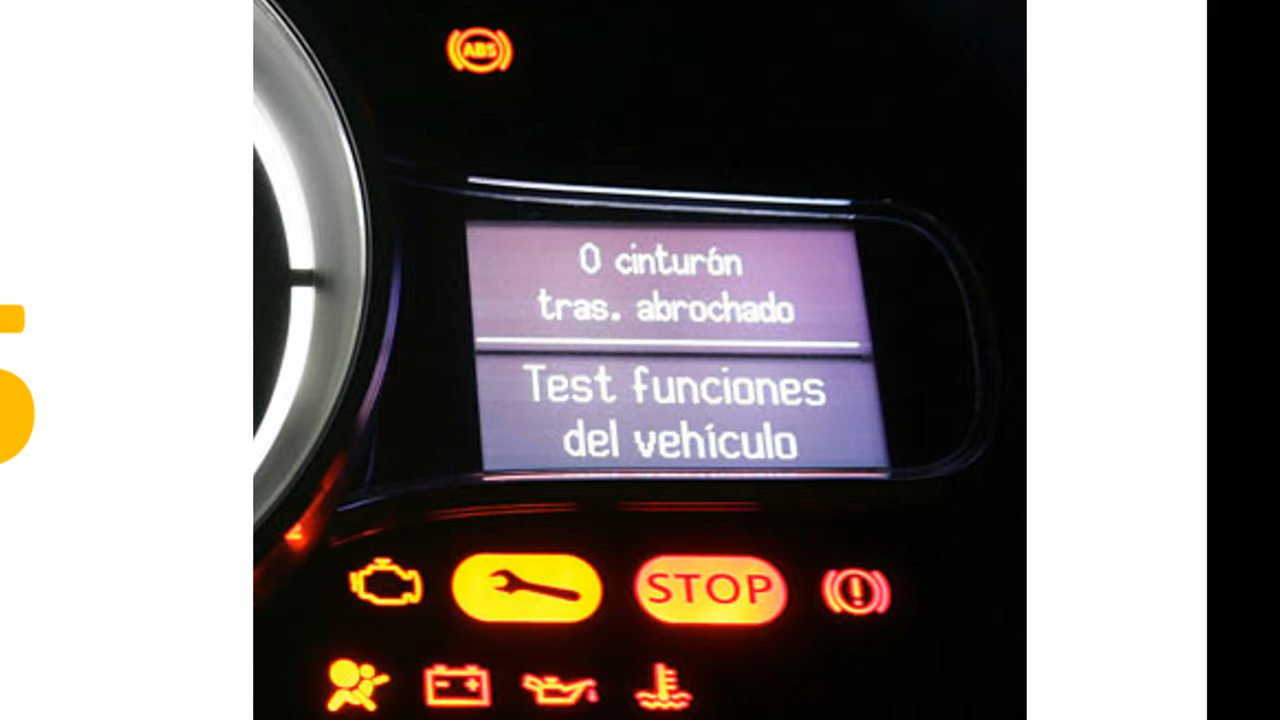 ABS
0 cinturón
tras. abrochado
Test funciones
del vehículo
STOP